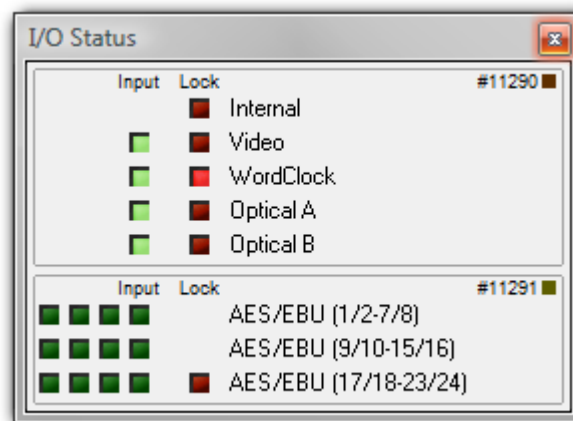 I/O Status
Input Lock #11290
Internal
Video
WordClock
Optical A
Optical B
Input Lock #11291
AES/EBU (1/2-7/8)
AES/EBU (9/10-15/16)
AES/EBU (17/18-23/24)